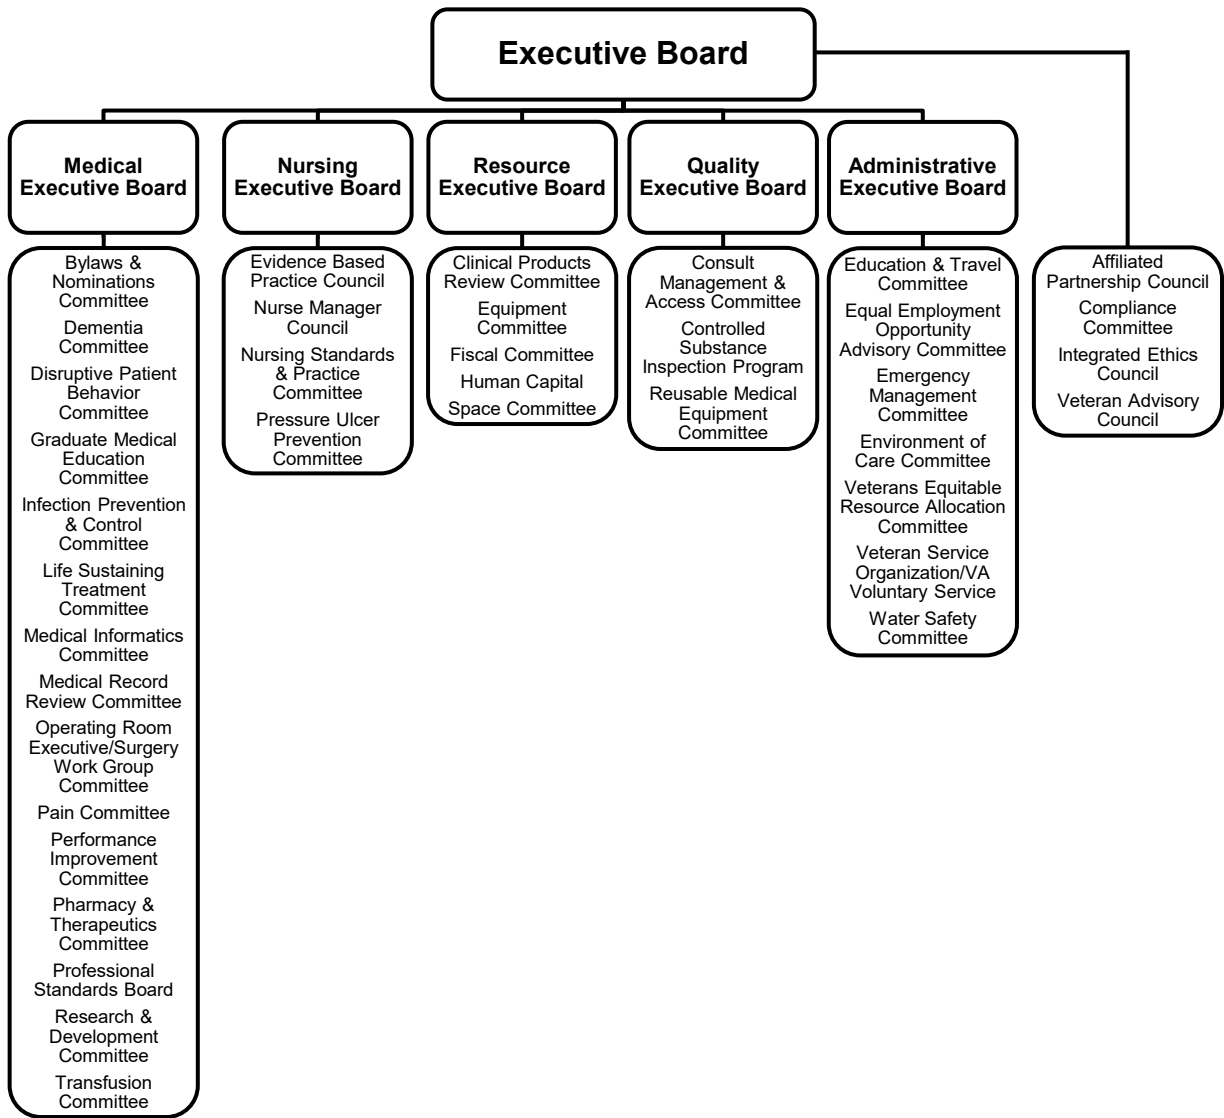 Executive Board
Medical
Executive Board
Nursing
Executive Board
Resource
Executive Board
Quality
Executive Board
Administrative
Executive Board
Bylaws &
Nominations
Committee
Dementia
Committee
Disruptive Patient
Behavior
Committee
Graduate Medical
Education
Committee
Infection Prevention
& Control
Committee
Life Sustaining
Treatment
Committee
Medical Informatics
Committee
Medical Record
Review Committee
Operating Room
Executive/Surgery
Work Group
Committee
Pain Committee
Performance
Improvement
Committee
Pharmacy &
Therapeutics
Committee
Professional
Standards Board
Research &
Development
Committee
Transfusion
Committee
Evidence Based
Practice Council
Nurse Manager
Council
Nursing Standards
& Practice
Committee
Pressure Ulcer
Prevention
Committee
Clinical Products
Review Committee
Equipment
Committee
Fiscal Committee
Human Capital
Space Committee
Consult
Management &
Access Committee
Controlled
Substance
Inspection Program
Reusable Medical
Equipment
Committee
Education & Travel
Committee
Equal Employment
Opportunity
Advisory Committee
Emergency
Management
Committee
Environment of
Care Committee
Veterans Equitable
Resource Allocation
Committee
Veteran Service
Organization/VA
Voluntary Service
Water Safety
Committee
Affiliated
Partnership Council
Compliance
Committee
Integrated Ethics
Council
Veteran Advisory
Council